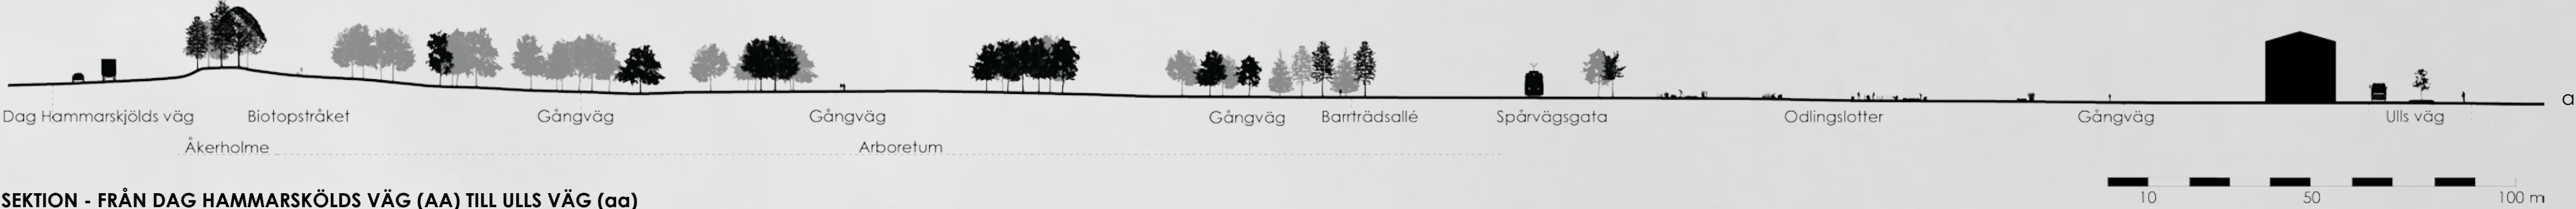 a
Dag Hammarskjölds väg Biotopstråket Gångväg Gångväg Gångväg Barrträdsallé Spårvägsgata Odlingslotter Gångväg Ulls väg
Åkerholme Arboretum
10 50 100 m
SEKTION - FRÅN DAG HAMMARSKÖLDS VÄG (AA) TILL ULLS VÄG (aa)